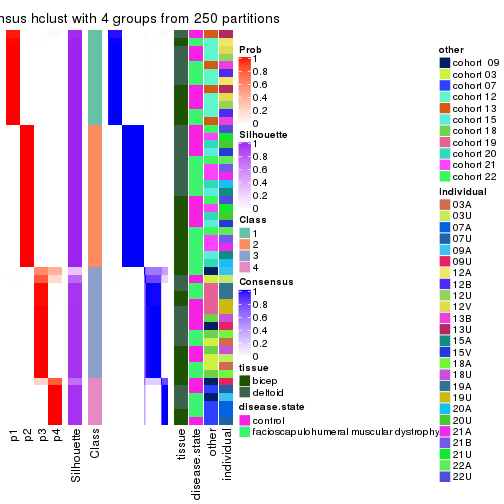 nsus hclust with 4 groups from 250 partitions
Prob
1
0.8
0.6
0.4
0.2
0
Silhouette
1
0.8
0.6
0.4
0.2
0
Class
1
2
3
4
Consensus
1
0.8
0.6
0.4
0.2
0
tissue
bicep
deltoid
disease.state
control
facioscapulohumeral muscular dystrophy
other
cohort 09
cohort 03
cohort 07
cohort 12
cohort 13
cohort 15
cohort 18
cohort 19
cohort 20
cohort 21
cohort 22
individual
03A
03U
07A
07U
09A
09U
12A
12B
12U
12V
13B
13U
15A
15V
18A
18U
19A
19U
20A
20U
21A
21B
21U
22A
22U
p1
p2
p3
p4
Silhouette
Class
tissue
disease.state
other
individual